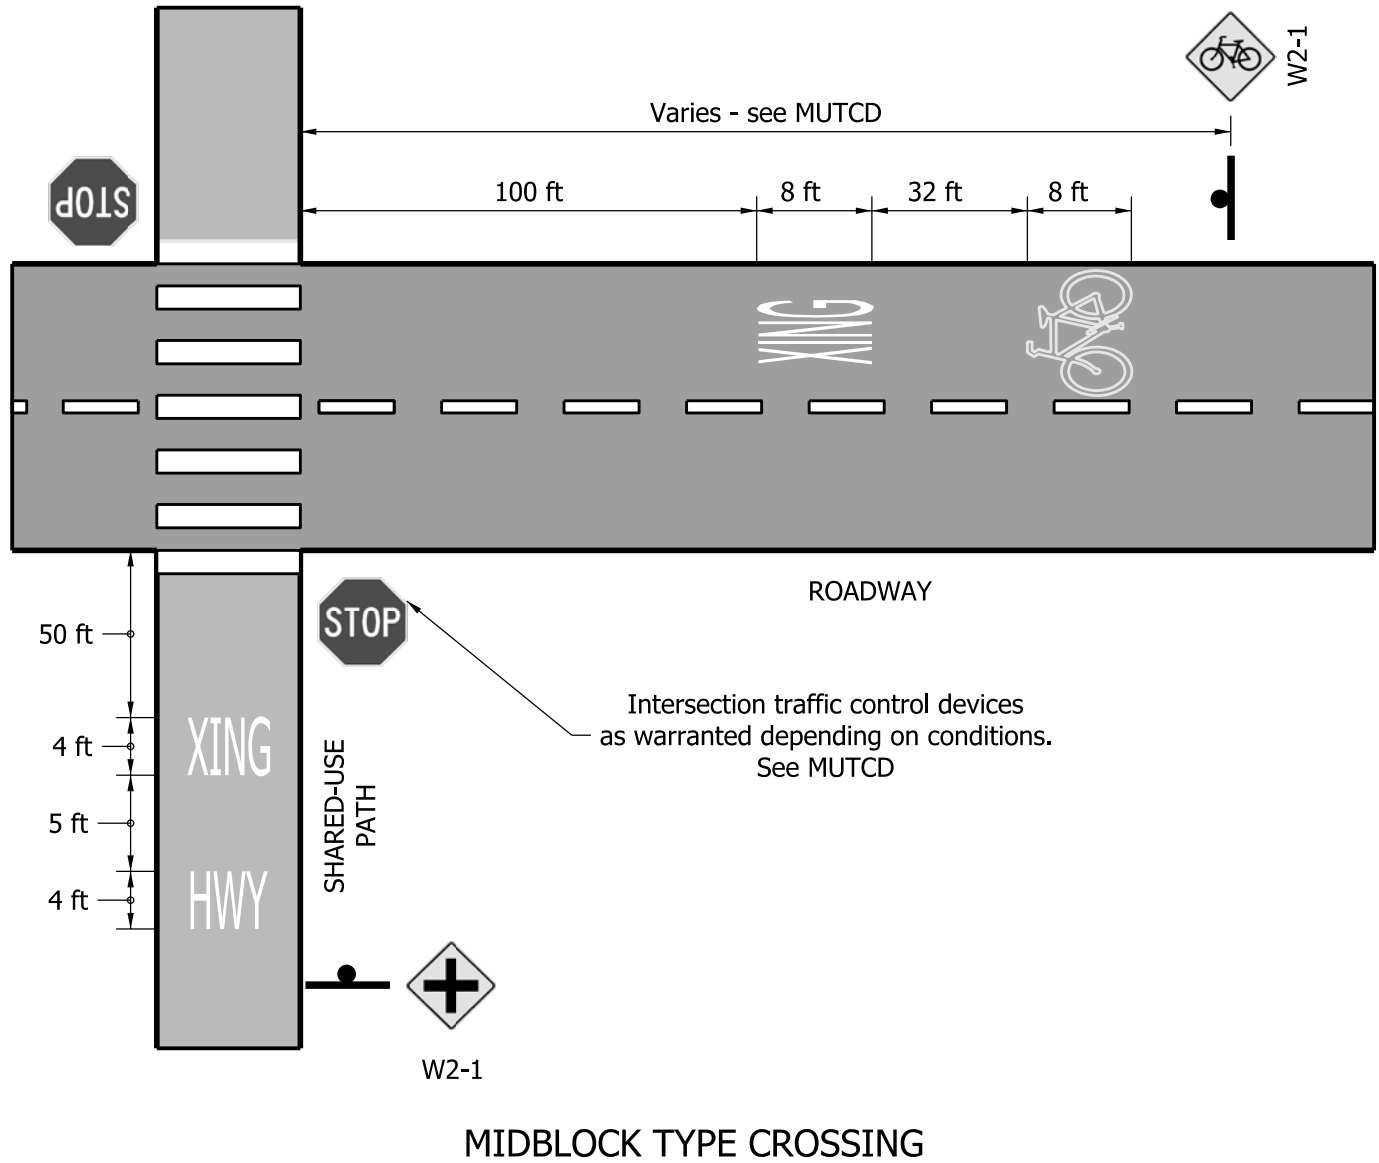 W2-1
Varies - see MUTCD
STOP
100 ft
8 ft
32 ft
8 ft
XING
ROADWAY
STOP
50 ft
Intersection traffic control devices
as warranted depending on conditions.
See MUTCD
XING
4 ft
SHARED-USE
PATH
5 ft
HWY
4 ft
W2-1
MIDBLOCK TYPE CROSSING